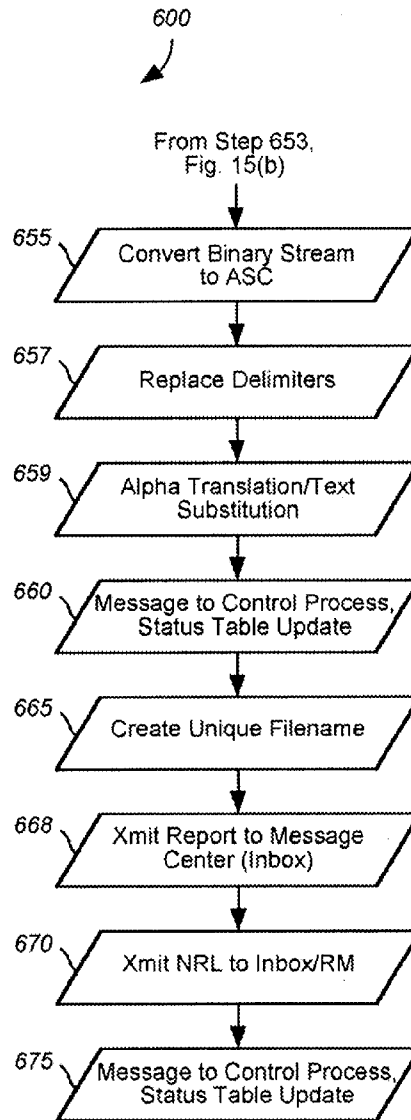 600
From Step 653,
Fig. 15(b)
655
Convert Binary Stream
to ASC
657
Replace Delimiters
659
Alpha Translation/Text
Substitution
660
Message to Control Process,
Status Table Update
665
Create Unique Filename
668
Xmit Report to Message
Center (Inbox)
670
Xmit NRL to Inbox/RM
675
Message to Control Process,
Status Table Update